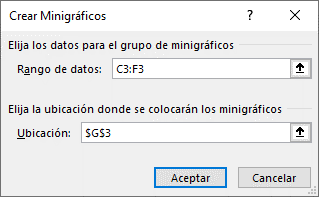 Crear Minigráficos
Elija los datos para el grupo de minigráficos
Rango de datos: C3:F3
Elija la ubicación donde se colocarán los minigráficos
Ubicación: $G$3
Aceptar Cancelar